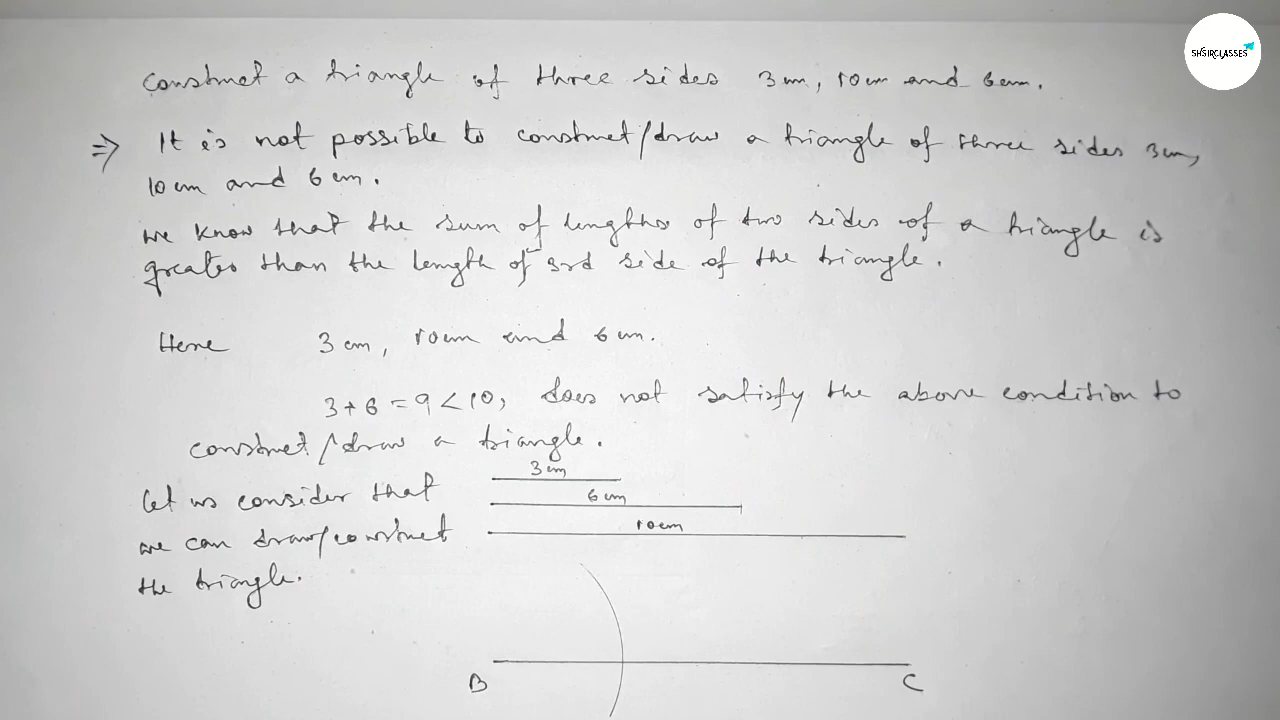 SHSIRCLASSES
Construct a triangle of three sides 3cm, 10cm and 6cm.
⇒ It is not possible to construct/draw a triangle of three sides 3cm,
10cm and 6cm.
We know that the sum of lengths of two sides of a triangle is
greater than the length of 3rd side of the triangle.
Here 3cm, 10cm and 6cm.
3+6=9<10, does not satisfy the above condition to
construct/draw a triangle.
3cm
Let us consider that
6cm
we can draw/construct
10cm
the triangle.
B C